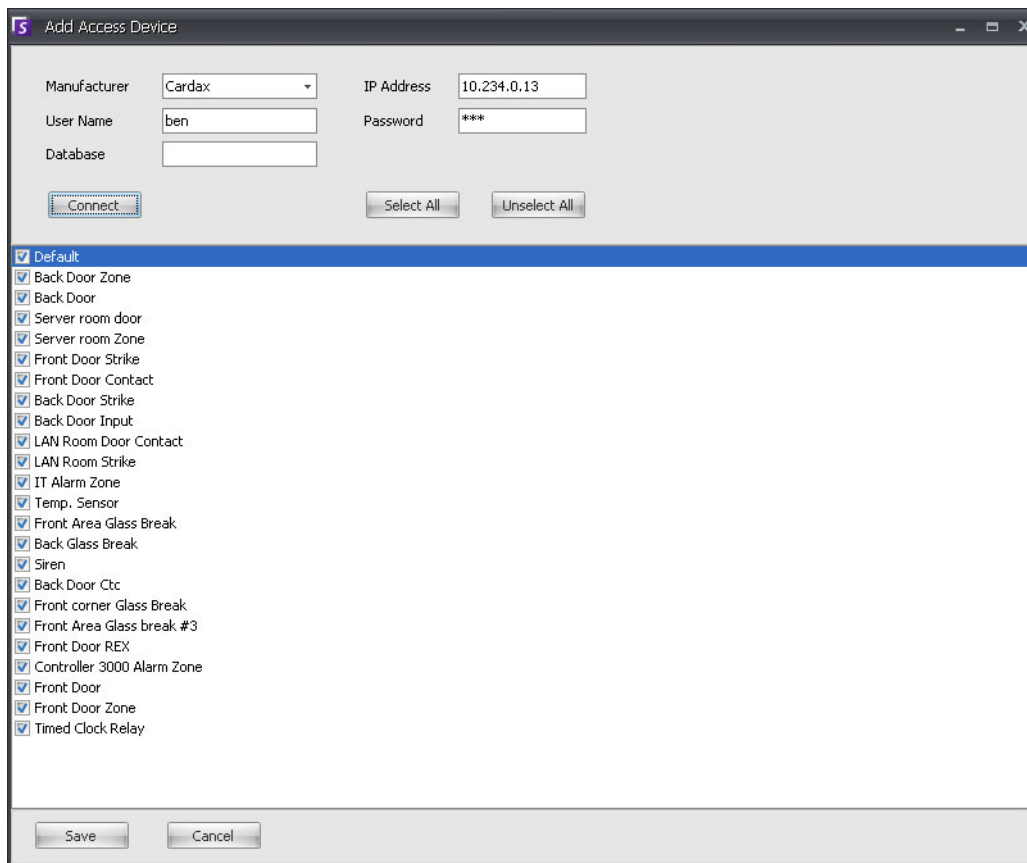 S Add Access Device
Manufacturer Cardax IP Address 10.234.0.13
User Name ben Password ***
Database
Connect Select All Unselect All
Default
Back Door Zone
Back Door
Server room door
Server room Zone
Front Door Strike
Front Door Contact
Back Door Strike
Back Door Input
LAN Room Door Contact
LAN Room Strike
IT Alarm Zone
Temp. Sensor
Front Area Glass Break
Back Glass Break
Siren
Back Door Ctc
Front corner Glass Break
Front Area Glass break #3
Front Door REX
Controller 3000 Alarm Zone
Front Door
Front Door Zone
Timed Clock Relay
Save Cancel